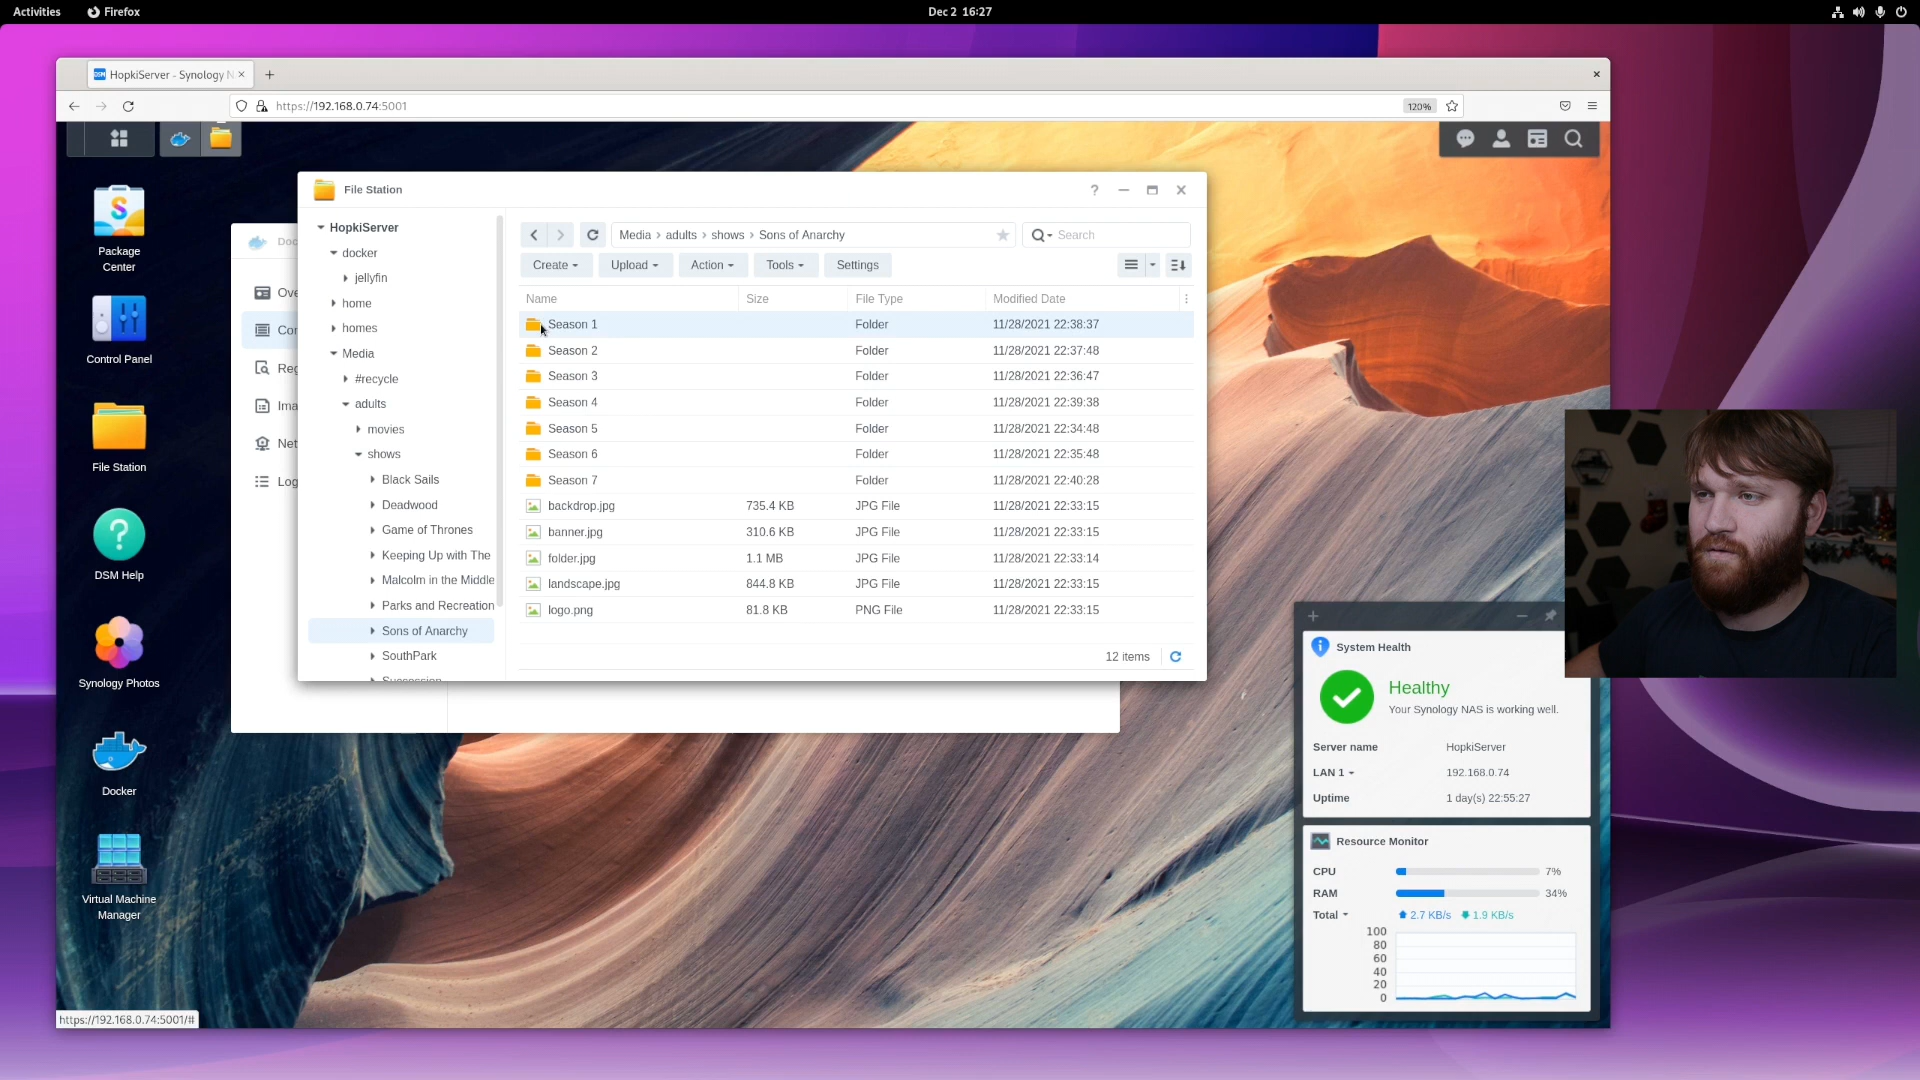 Activities
Firefox
Dec 2 16:27
HopkiServer - Synology N
https://192.168.0.74:5001
120%
Package
Center
Control Panel
File Station
DSM Help
Synology Photos
Docker
Virtual Machine
Manager
Doc
Ove
Con
Reg
Ima
Net
Log
File Station
HopkiServer
docker
jellyfin
home
homes
Media
#recycle
adults
movies
shows
Black Sails
Deadwood
Game of Thrones
Keeping Up with The
Malcolm in the Middle
Parks and Recreation
Sons of Anarchy
SouthPark
Succession
Media › adults › shows › Sons of Anarchy
Search
Create
Upload
Action
Tools
Settings
Name Size File Type Modified Date
Season 1 Folder 11/28/2021 22:38:37
Season 2 Folder 11/28/2021 22:37:48
Season 3 Folder 11/28/2021 22:36:47
Season 4 Folder 11/28/2021 22:39:38
Season 5 Folder 11/28/2021 22:34:48
Season 6 Folder 11/28/2021 22:35:48
Season 7 Folder 11/28/2021 22:40:28
backdrop.jpg 735.4 KB JPG File 11/28/2021 22:33:15
banner.jpg 310.6 KB JPG File 11/28/2021 22:33:15
folder.jpg 1.1 MB JPG File 11/28/2021 22:33:14
landscape.jpg 844.8 KB JPG File 11/28/2021 22:33:15
logo.png 81.8 KB PNG File 11/28/2021 22:33:15
12 items
System Health
Healthy
Your Synology NAS is working well.
Server name HopkiServer
LAN 1 192.168.0.74
Uptime 1 day(s) 22:55:27
Resource Monitor
CPU 7%
RAM 34%
Total 2.7 KB/s 1.9 KB/s
100
80
60
40
20
0
https://192.168.0.74:5001/#